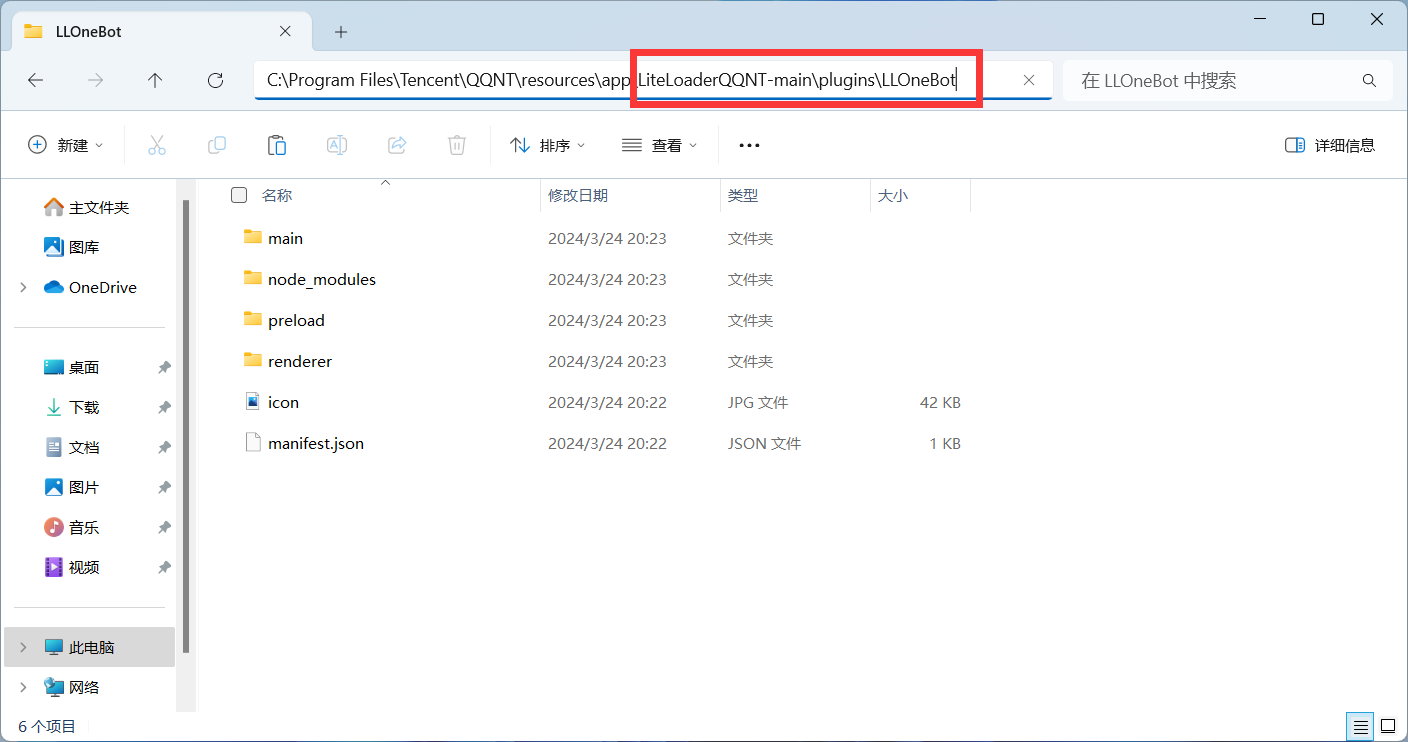 LLOneBot
C:\Program Files\Tencent\QQNT\resources\app\LiteLoaderQQNT-main\plugins\LLOneBot
在 LLOneBot 中搜索
新建
排序
查看
详细信息
名称 修改日期 类型 大小
main 2024/3/24 20:23 文件夹
node_modules 2024/3/24 20:23 文件夹
preload 2024/3/24 20:23 文件夹
renderer 2024/3/24 20:23 文件夹
icon 2024/3/24 20:22 JPG 文件 42 KB
manifest.json 2024/3/24 20:22 JSON 文件 1 KB
主文件夹
图库
OneDrive
桌面
下载
文档
图片
音乐
视频
此电脑
网络
6 个项目